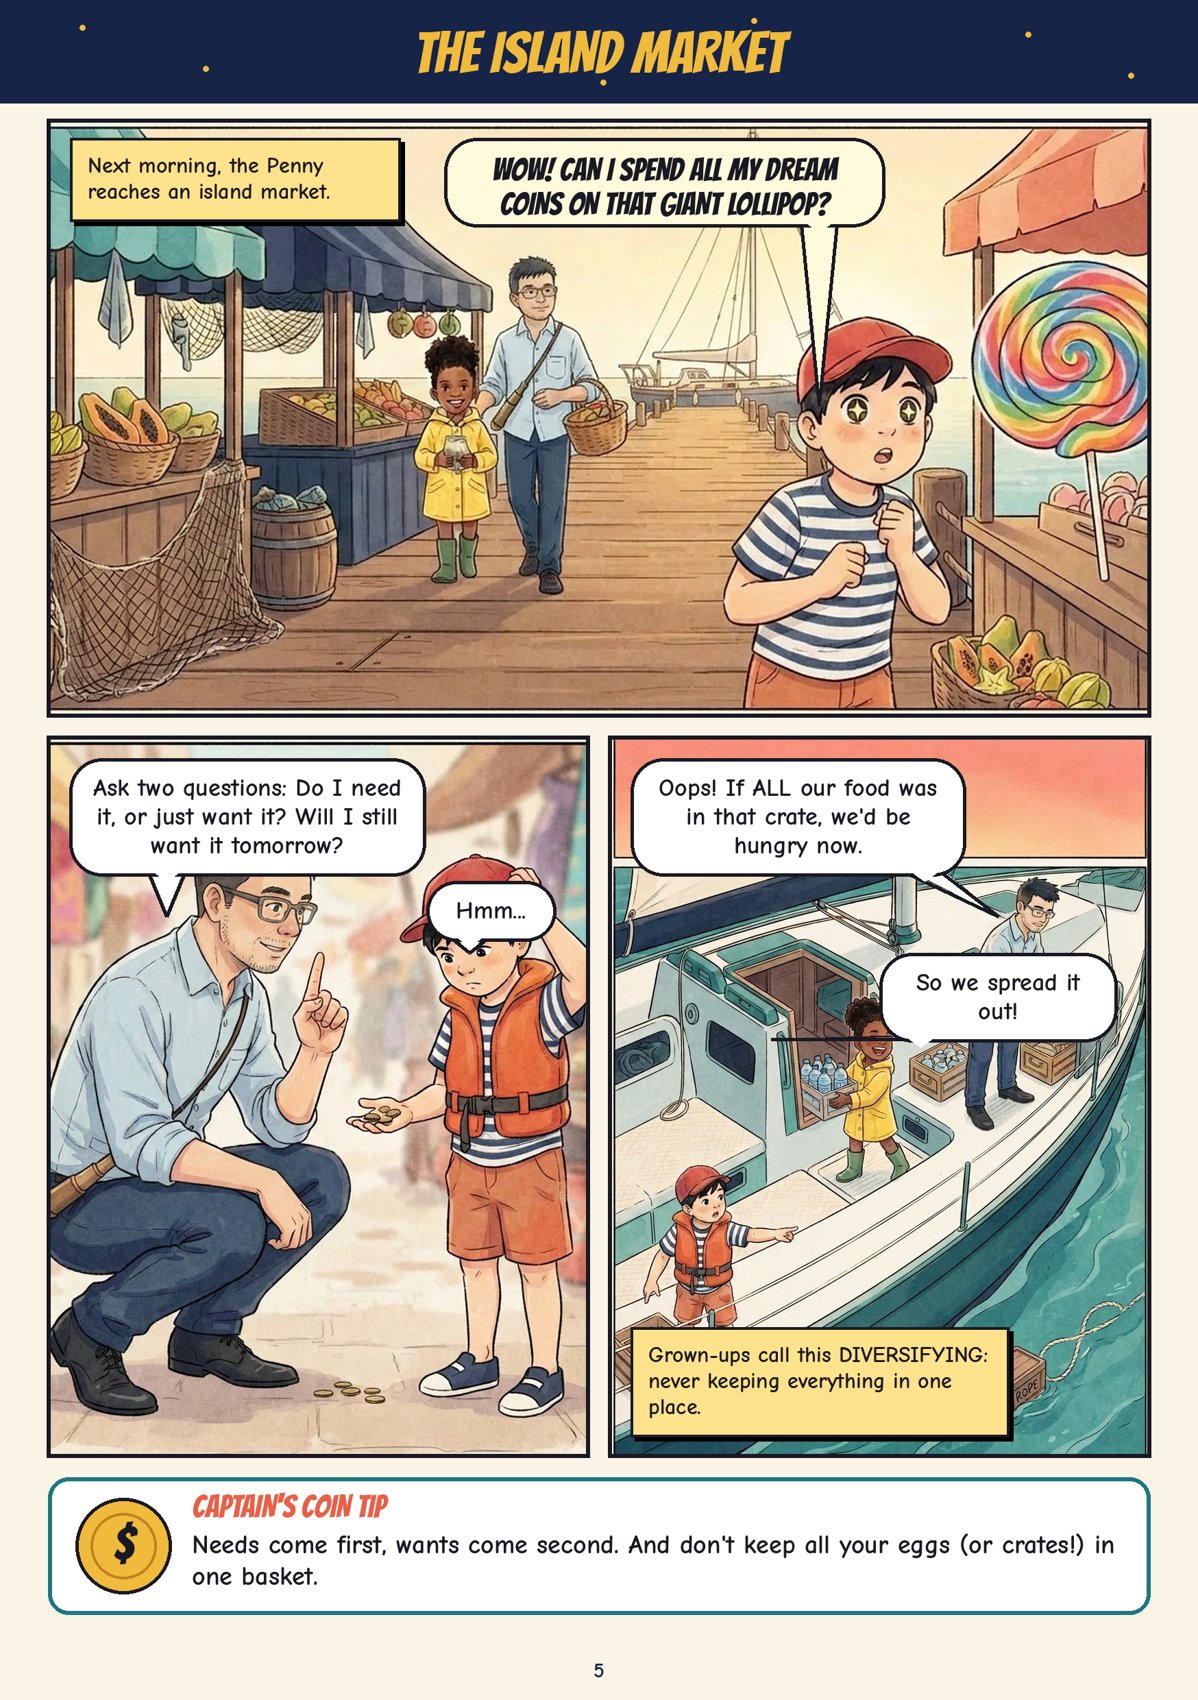 THE ISLAND MARKET
Next morning, the Penny
reaches an island market.
WOW! CAN I SPEND ALL MY DREAM
COINS ON THAT GIANT LOLLIPOP?
Ask two questions: Do I need
it, or just want it? Will I still
want it tomorrow?
Hmm...
Oops! If ALL our food was
in that crate, we'd be
hungry now.
So we spread it
out!
Grown-ups call this DIVERSIFYING:
never keeping everything in one
place.
ROPE
CAPTAIN'S COIN TIP
$
Needs come first, wants come second. And don't keep all your eggs (or crates!) in
one basket.
5